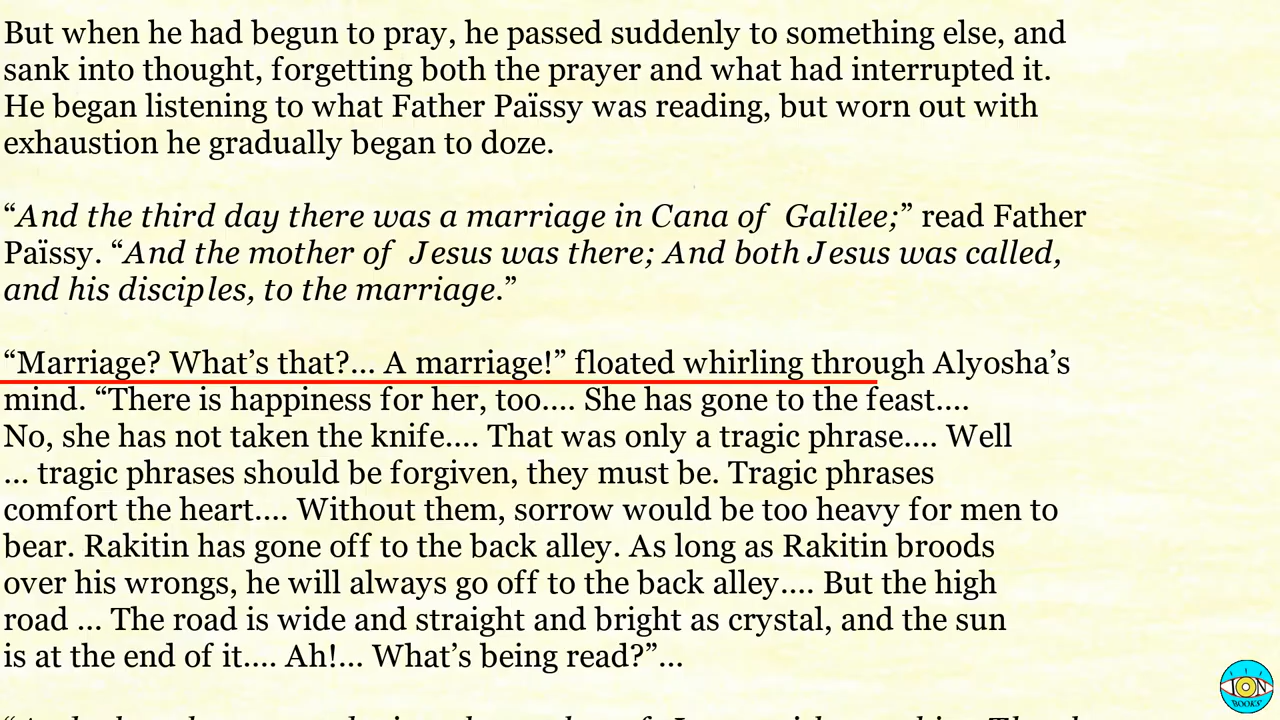 But when he had begun to pray, he passed suddenly to something else, and
sank into thought, forgetting both the prayer and what had interrupted it.
He began listening to what Father Païssy was reading, but worn out with
exhaustion he gradually began to doze.
“And the third day there was a marriage in Cana of Galilee;” read Father
Païssy. “And the mother of Jesus was there; And both Jesus was called,
and his disciples, to the marriage.”
“Marriage? What’s that?... A marriage!” floated whirling through Alyosha’s
mind. “There is happiness for her, too.... She has gone to the feast....
No, she has not taken the knife.... That was only a tragic phrase.... Well
... tragic phrases should be forgiven, they must be. Tragic phrases
comfort the heart.... Without them, sorrow would be too heavy for men to
bear. Rakitin has gone off to the back alley. As long as Rakitin broods
over his wrongs, he will always go off to the back alley.... But the high
road ... The road is wide and straight and bright as crystal, and the sun
is at the end of it.... Ah!... What’s being read?”...
ION
BOOKS